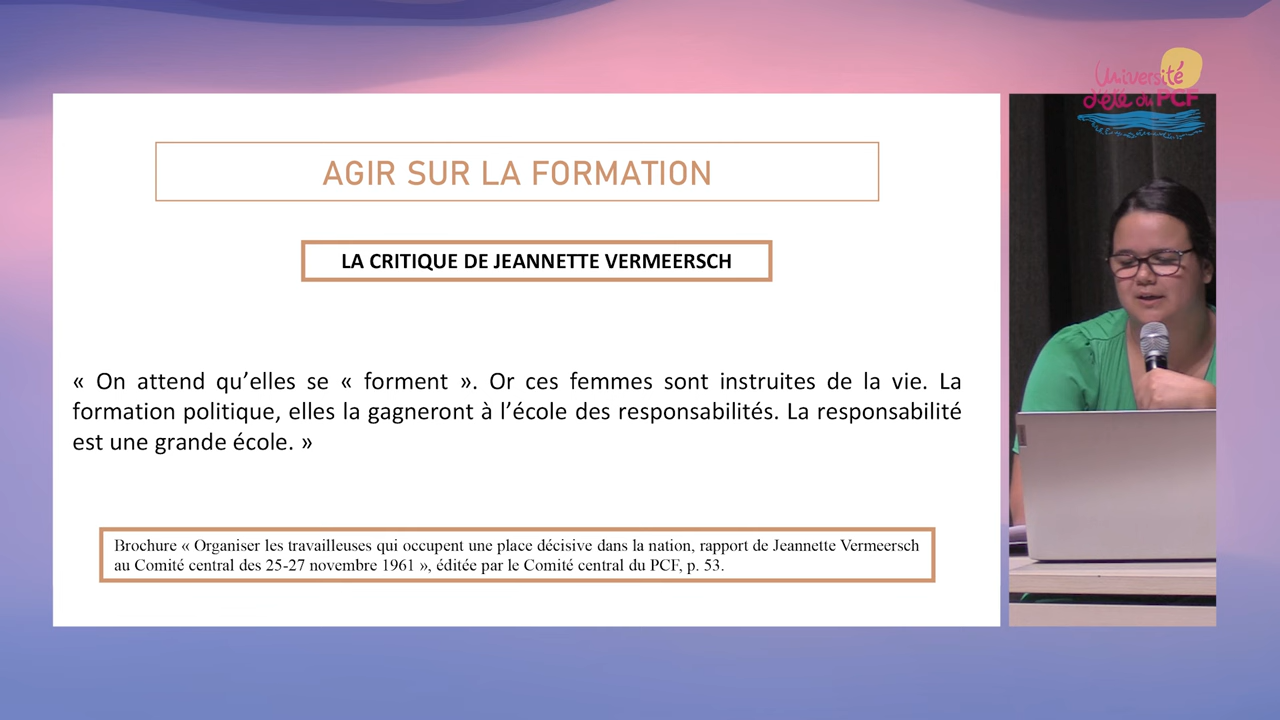 Université
d'été du PCF
AGIR SUR LA FORMATION
LA CRITIQUE DE JEANNETTE VERMEERSCH
« On attend qu’elles se « forment ». Or ces femmes sont instruites de la vie. La
formation politique, elles la gagneront à l’école des responsabilités. La responsabilité
est une grande école. »
Brochure « Organiser les travailleuses qui occupent une place décisive dans la nation, rapport de Jeannette Vermeersch
au Comité central des 25-27 novembre 1961 », éditée par le Comité central du PCF, p. 53.